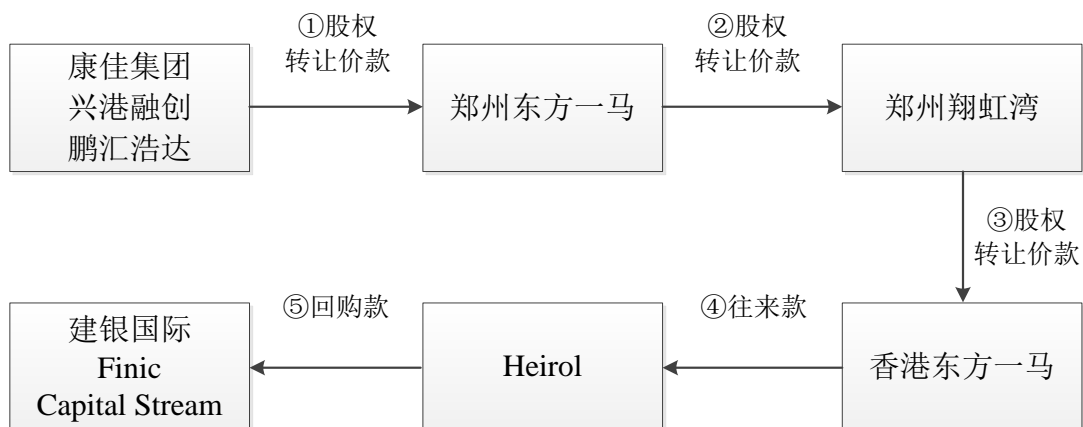 康佳集团
兴港融创
鹏汇浩达
①股权
转让价款
郑州东方一马
②股权
转让价款
郑州翔虹湾
③股权
转让价款
香港东方一马
④往来款
Heirol
⑤回购款
建银国际
Finic
Capital Stream